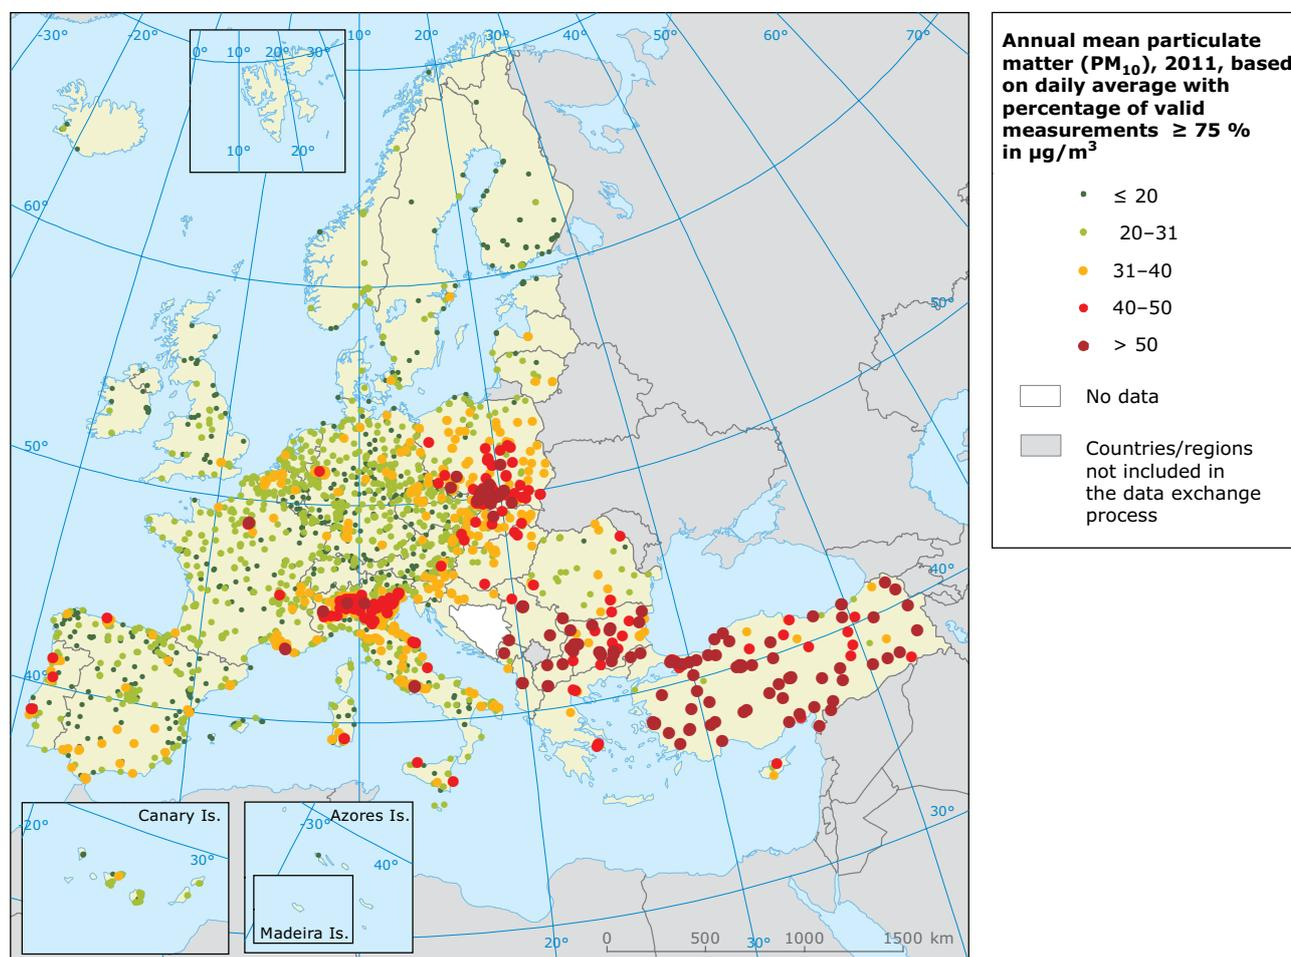 -30°
-20°
10°
20°
30°
40°
50°
60°
70°
0°
10°
20°
30°
10°
20°
60°
50°
50°
40°
40°
30°
20°
30°
Canary Is.
-20°
30°
Azores Is.
-30°
40°
Madeira Is.
0
500
1000
1500 km
Annual mean particulate
matter (PM10), 2011, based
on daily average with
percentage of valid
measurements ≥ 75 %
in µg/m³
≤ 20
20–31
31–40
40–50
> 50
No data
Countries/regions
not included in
the data exchange
process